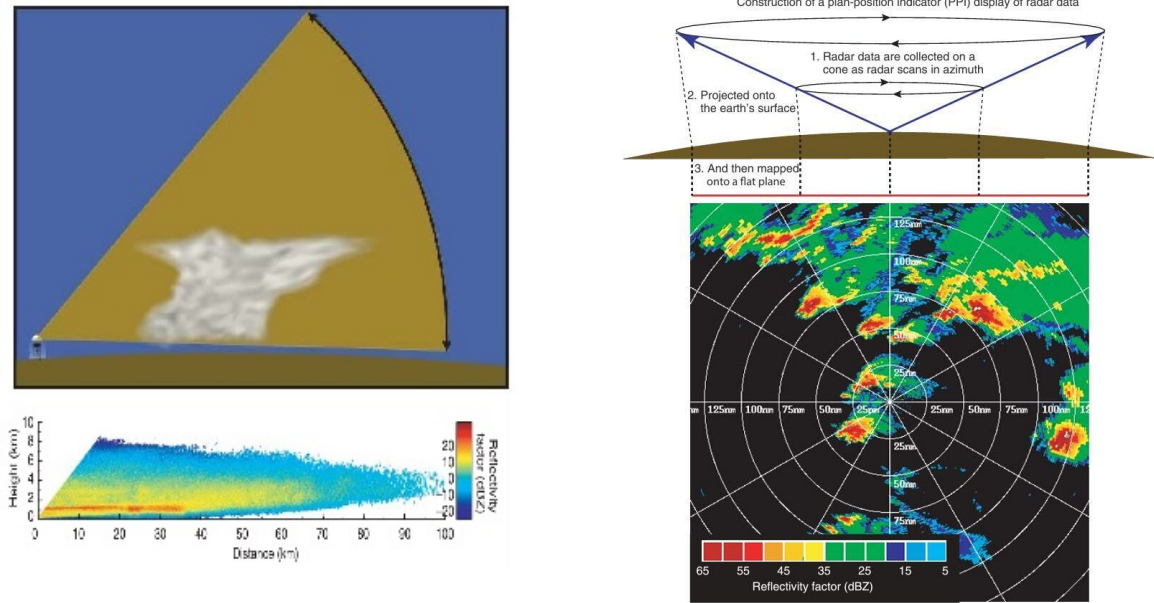 10
8
6
4
2
0
Height (km)
0
10
20
30
40
50
60
70
80
90
100
Distance (km)
20
10
0
-10
-20
Reflectivity
factor (dBZ)
Construction of a plan-position indicator (PPI) display of radar data
1. Radar data are collected on a
cone as radar scans in azimuth
2. Projected onto
the earth's surface
3. And then mapped
onto a flat plane
125nm
100nm
75nm
50nm
25nm
125nm 100nm 75nm 50nm 25nm 25nm 50nm 75nm 100nm
25nm
50nm
75nm
65 55 45 35 25 15 5
Reflectivity factor (dBZ)